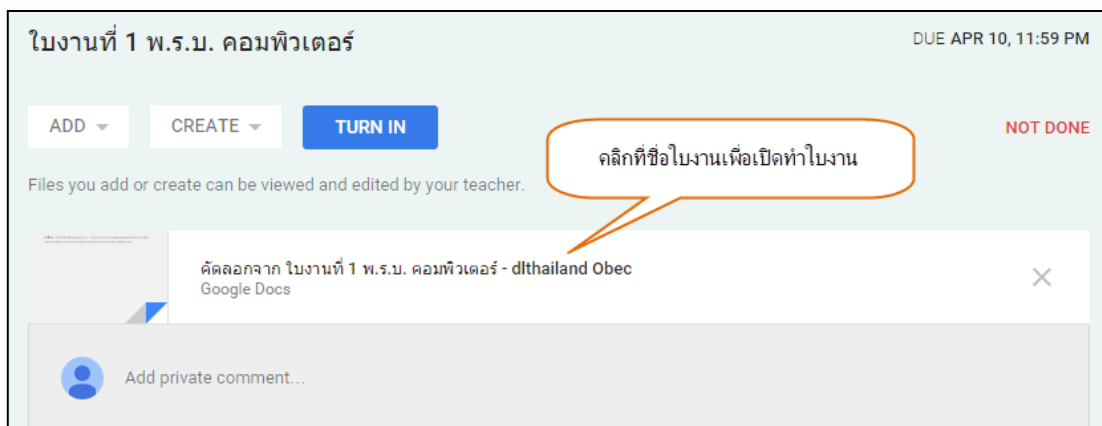 ใบงานที่ 1 พ.ร.บ. คอมพิวเตอร์
DUE APR 10, 11:59 PM
ADD CREATE TURN IN
NOT DONE
คลิกที่ชื่อใบงานเพื่อเปิดทำใบงาน
Files you add or create can be viewed and edited by your teacher.
คัดลอกจาก ใบงานที่ 1 พ.ร.บ. คอมพิวเตอร์ - dlthailand Obec
Google Docs
Add private comment...